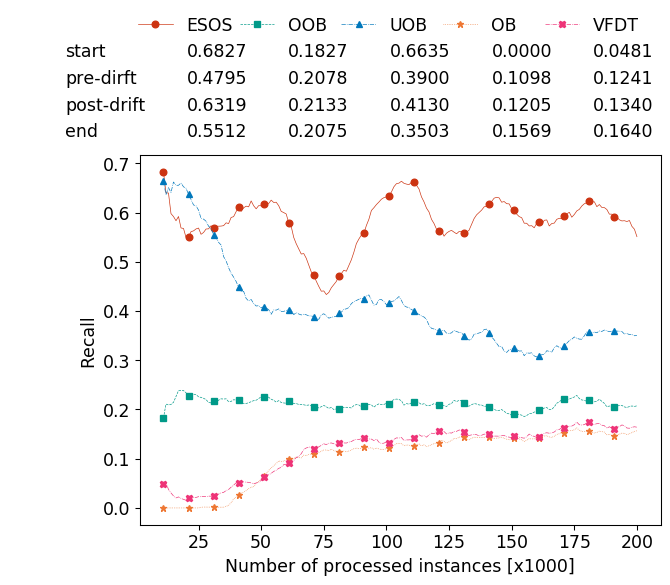 ESOS OOB UOB OB VFDT
start 0.6827 0.1827 0.6635 0.0000 0.0481
pre-dirft 0.4795 0.2078 0.3900 0.1098 0.1241
post-drift 0.6319 0.2133 0.4130 0.1205 0.1340
end 0.5512 0.2075 0.3503 0.1569 0.1640
0.7
0.6
0.5
0.4
0.3
0.2
0.1
0.0
Recall
25 50 75 100 125 150 175 200
Number of processed instances [x1000]